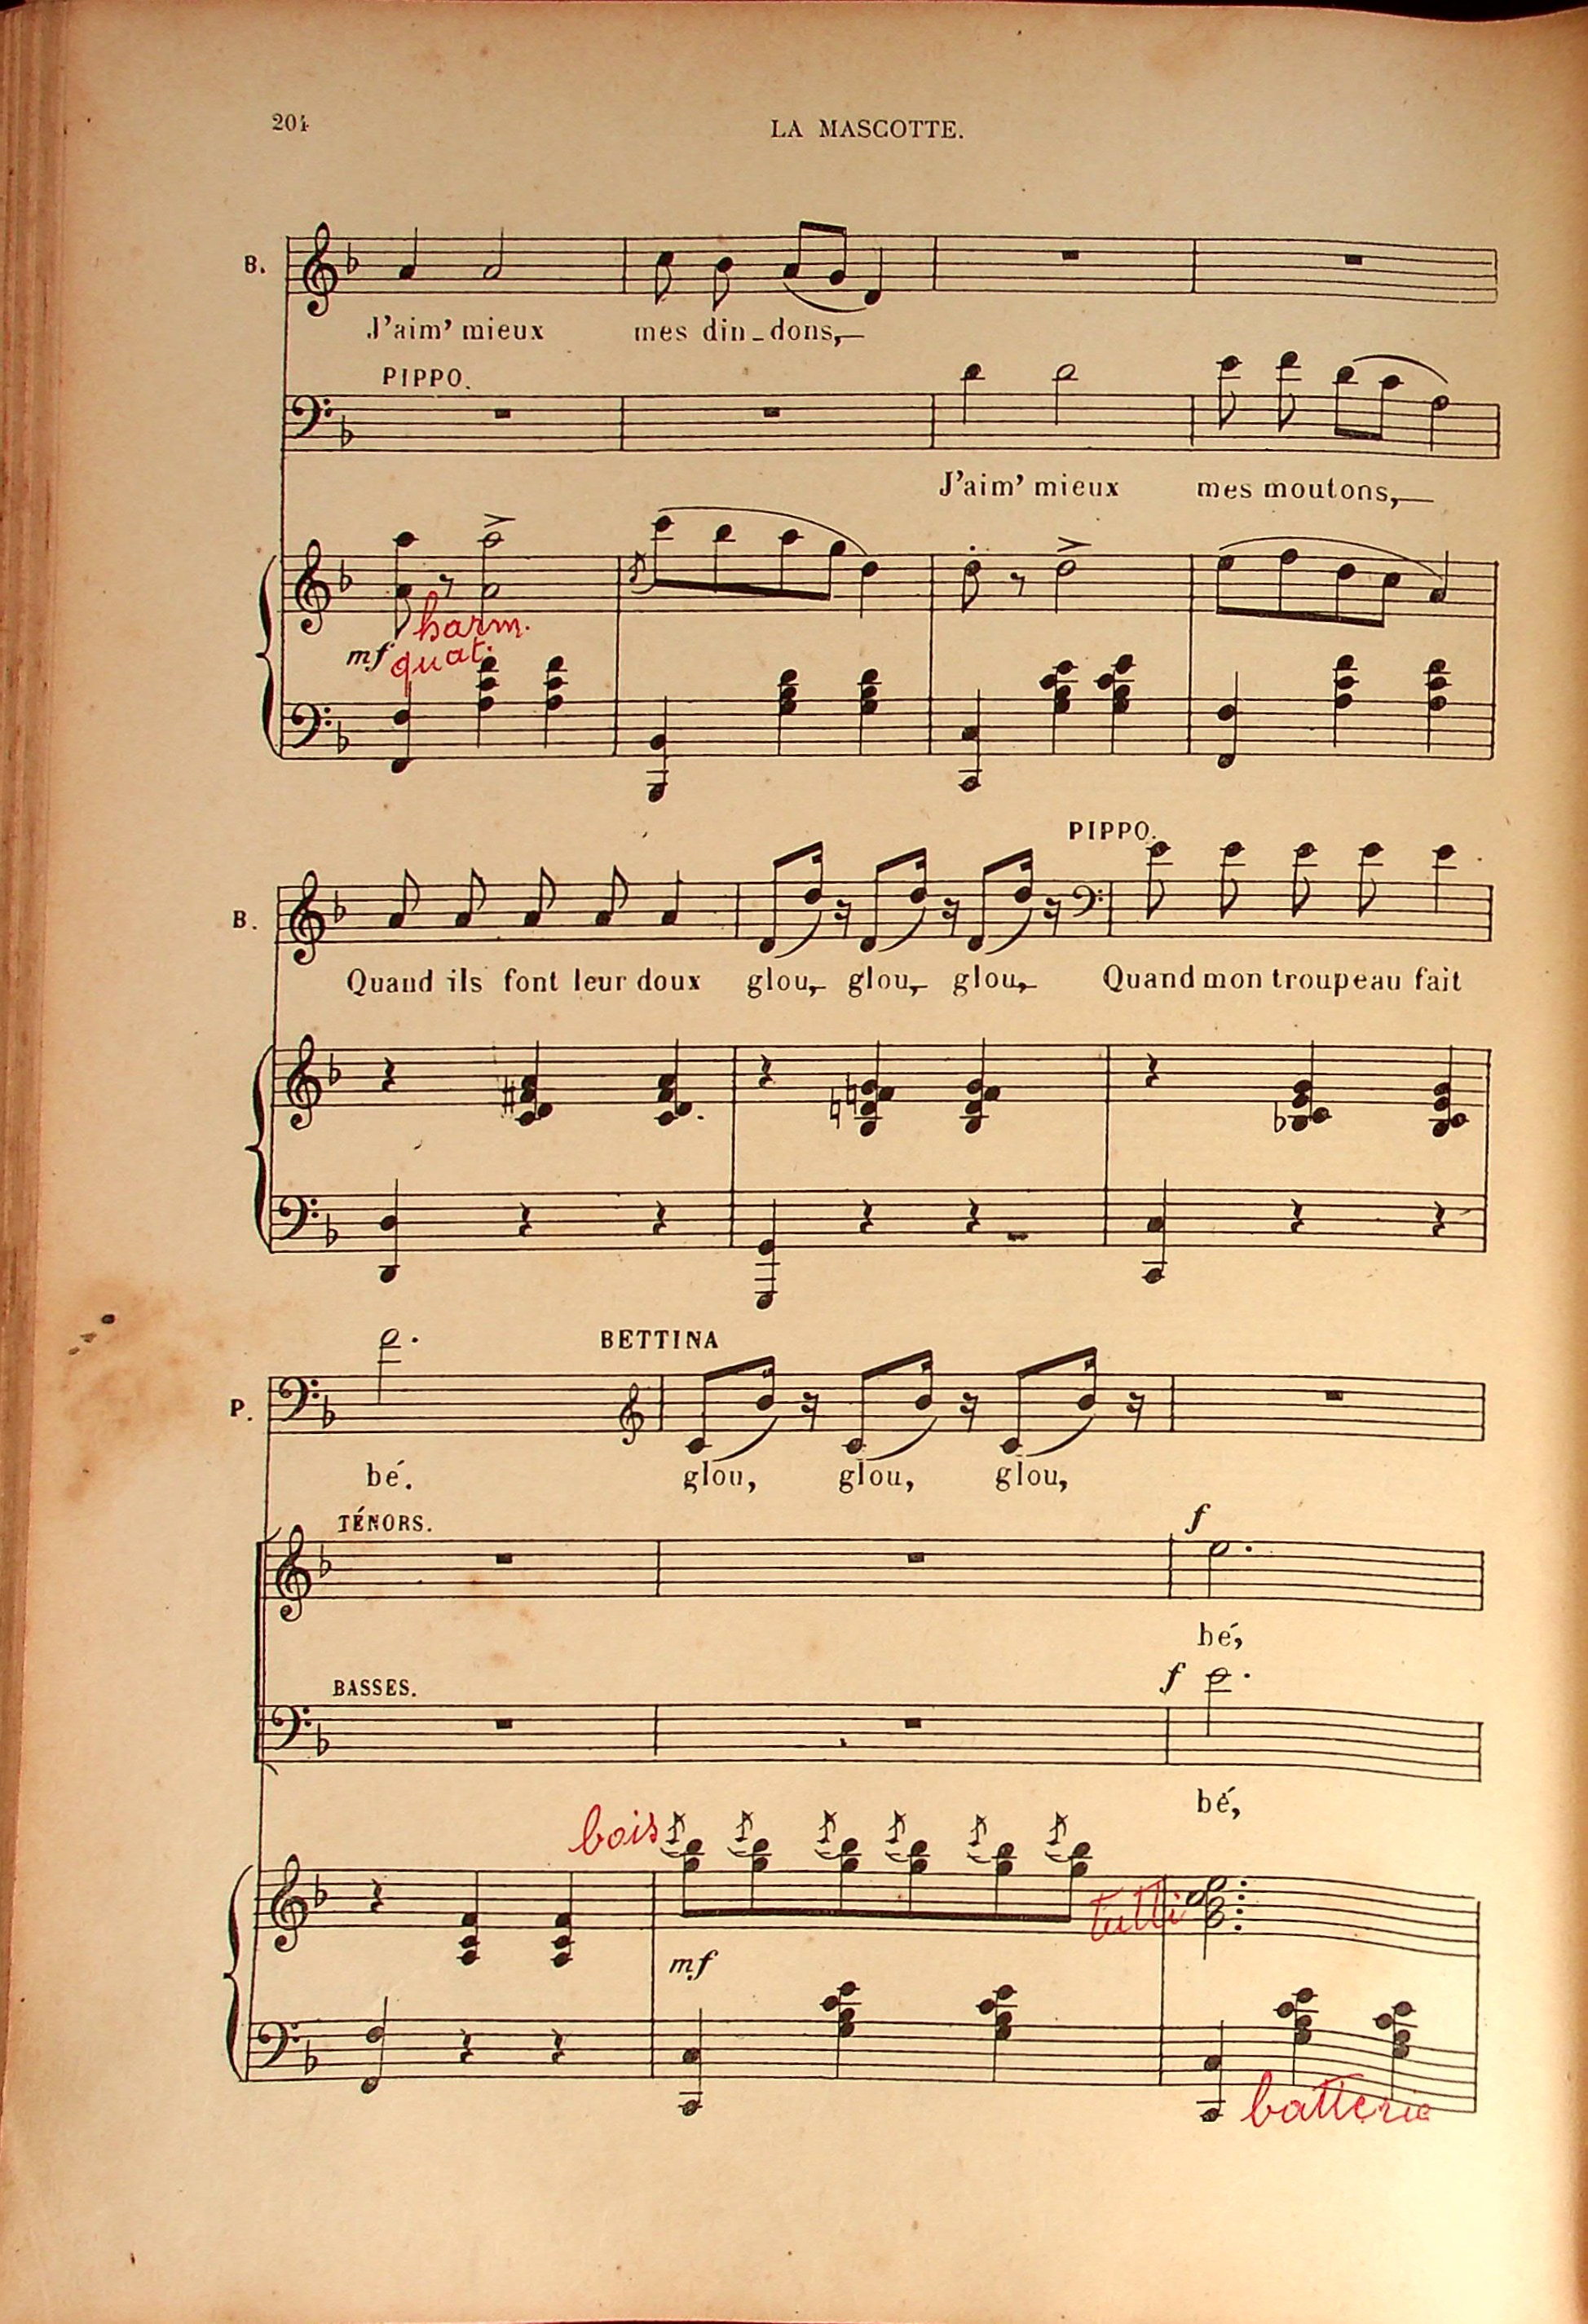 204
LA MASCOTTE.
B.
J'aim' mieux mes din-dons,
PIPPO.
J'aim' mieux mes moutons,
harm.
mf quat.
PIPPO.
B.
Quand ils font leur doux glou, glou, glou, Quand mon troupeau fait
BETTINA
P.
bé. glou, glou, glou,
TÉNORS.
f
bé,
BASSES.
f
bé,
bois
tutti
mf
batterie